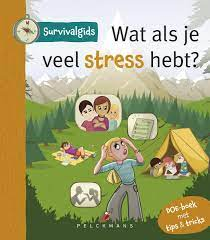 Survivalgids
Wat als je
veel stress hebt?
DOE-boek
met
tips & tricks
PELCKMANS